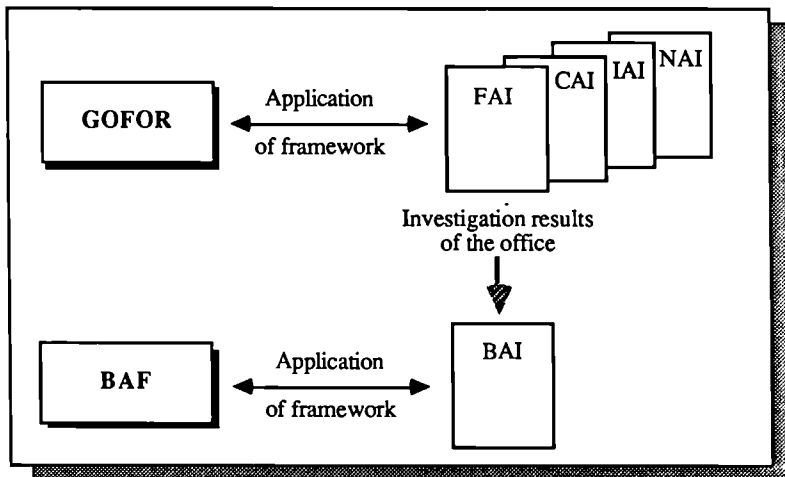 GOFOR
Application
of framework
FAI
CAI
IAI
NAI
Investigation results
of the office
BAF
Application
of framework
BAI